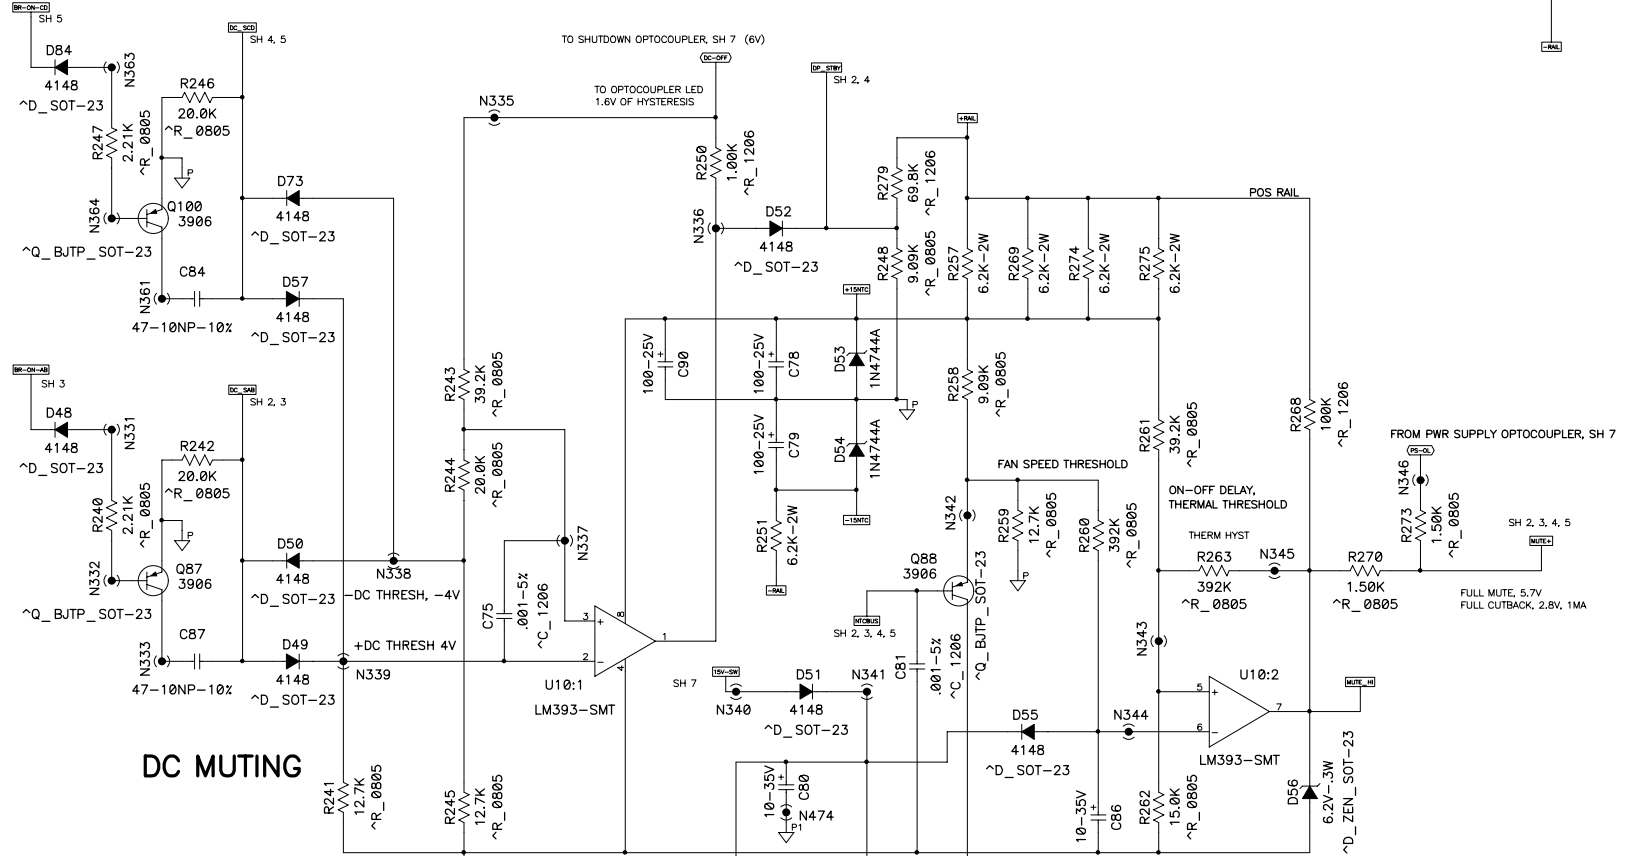 BR-ON-CD
SH 5
D84
4148
^D_SOT-23
N363
R247
2.21K
^R_0805
N364
DC_SCD
SH 4, 5
R246
20.0K
^R_0805
P
Q100
3906
^Q_BJTP_SOT-23
N361
C84
47-10NP-10%
D73
4148
^D_SOT-23
D57
4148
^D_SOT-23
BR-ON-AB
SH 3
D48
4148
^D_SOT-23
N331
R240
2.21K
^R_0805
N332
DC_SAB
SH 2, 3
R242
20.0K
^R_0805
P
Q87
3906
^Q_BJTP_SOT-23
N333
C87
47-10NP-10%
D50
4148
^D_SOT-23
N338
-DC THRESH, -4V
D49
4148
^D_SOT-23
+DC THRESH 4V
N339
DC MUTING
R241
12.7K
^R_0805
R245
12.7K
^R_0805
TO SHUTDOWN OPTOCOUPLER, SH 7 (6V)
DC-OFF
TO OPTOCOUPLER LED
1.6V OF HYSTERESIS
N335
R250
1.00K
^R_1206
N336
D52
4148
^D_SOT-23
DP_STBY
SH 2, 4
R243
39.2K
^R_0805
R244
20.0K
^R_0805
N337
C75
.001-5%
^C_1206
3
+
2
-
8
4
1
U10:1
LM393-SMT
+RAIL
R279
69.8K
^R_1206
R248
9.09K
^R_0805
+15NTC
100-25V
+
C90
100-25V
+
C78
D53
1N4744A
P
100-25V
+
C79
D54
1N4744A
-15NTC
R251
6.2K-2W
-RAIL
POS RAIL
R257
6.2K-2W
R269
6.2K-2W
R274
6.2K-2W
R275
6.2K-2W
R258
9.09K
^R_0805
FAN SPEED THRESHOLD
N342
R259
12.7K
^R_0805
P
R260
392K
^R_0805
Q88
3906
^Q_BJTP_SOT-23
NTCBUS
SH 2, 3, 4, 5
C81
.001-5%
^C_1206
SH 7
15V-SW
N340
D51
4148
^D_SOT-23
N341
10-35V
+
C80
N474
P1
D55
4148
^D_SOT-23
N344
10-35V
+
C86
R261
39.2K
^R_0805
ON-OFF DELAY,
THERMAL THRESHOLD
THERM HYST
R263
392K
^R_0805
N345
N343
R262
15.0K
^R_0805
5
+
6
-
7
U10:2
LM393-SMT
R268
100K
^R_1206
-RAIL
FROM PWR SUPPLY OPTOCOUPLER, SH 7
PS-OL
N346
R273
1.50K
^R_0805
R270
1.50K
^R_0805
SH 2, 3, 4, 5
MUTE+
FULL MUTE, 5.7V
FULL CUTBACK, 2.8V, 1MA
MUTE_HI
D56
6.2V-.3W
^D_ZEN_SOT-23